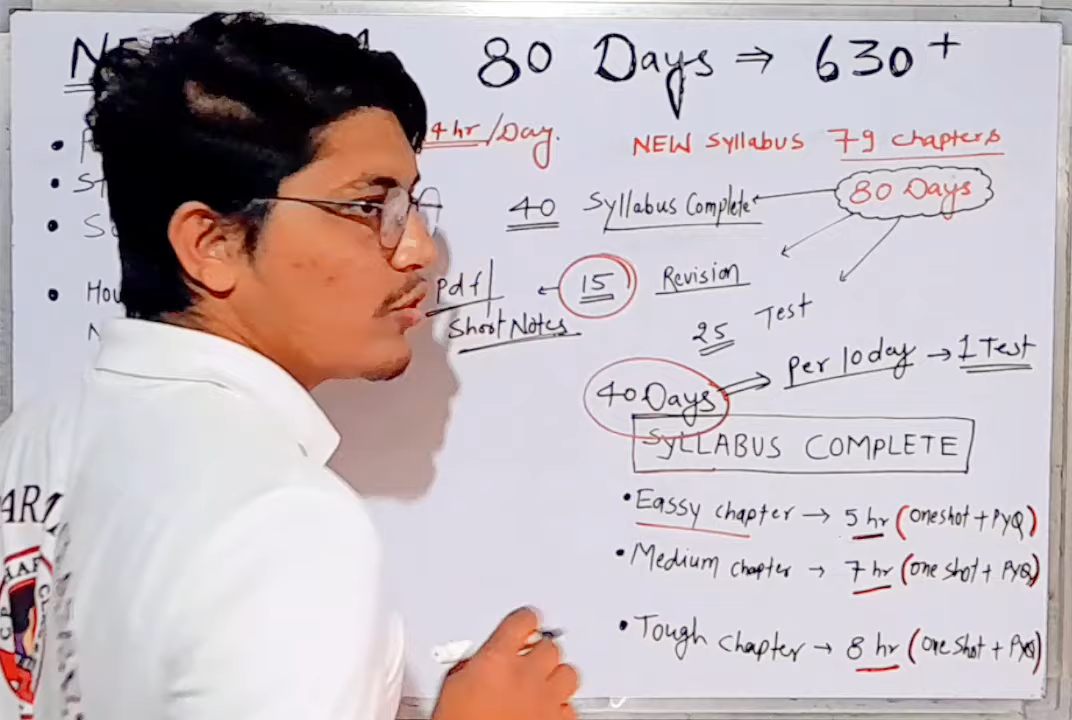 80 Days ⇒ 630+
4 hr/Day.
NEW Syllabus 79 chapters
80 Days
40 Syllabus Complete
pdf/
Short Notes
15 Revision
25 Test
40 Days ⇒ per 10 day → 1 Test
SYLLABUS COMPLETE
• Eassy chapter → 5 hr (oneshot + PYQ)
• Medium chapter → 7 hr (one shot + PYQ)
• Tough chapter → 8 hr (One shot + PYQ)